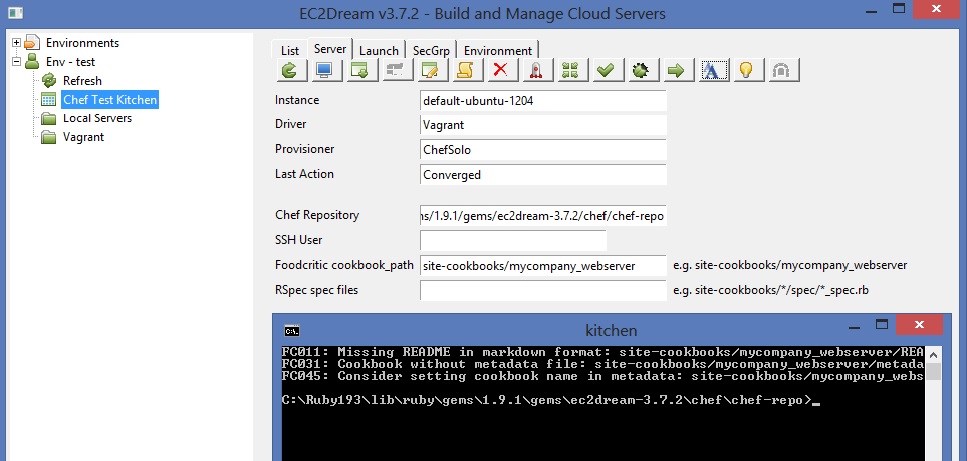 EC2Dream v3.7.2 - Build and Manage Cloud Servers
Environments
Env - test
Refresh
Chef Test Kitchen
Local Servers
Vagrant
List Server Launch SecGrp Environment
Instance default-ubuntu-1204
Driver Vagrant
Provisioner ChefSolo
Last Action Converged
Chef Repository ns/1.9.1/gems/ec2dream-3.7.2/chef/chef-repo
SSH User
Foodcritic cookbook_path site-cookbooks/mycompany_webserver e.g. site-cookbooks/mycompany_webserver
RSpec spec files e.g. site-cookbooks/*/spec/*_spec.rb
kitchen
FC011: Missing README in markdown format: site-cookbooks/mycompany_webserver/REA
FC031: Cookbook without metadata file: site-cookbooks/mycompany_webserver/metada
FC045: Consider setting cookbook name in metadata: site-cookbooks/mycompany_webs
C:\Ruby193\lib\ruby\gems\1.9.1\gems\ec2dream-3.7.2\chef\chef-repo>_